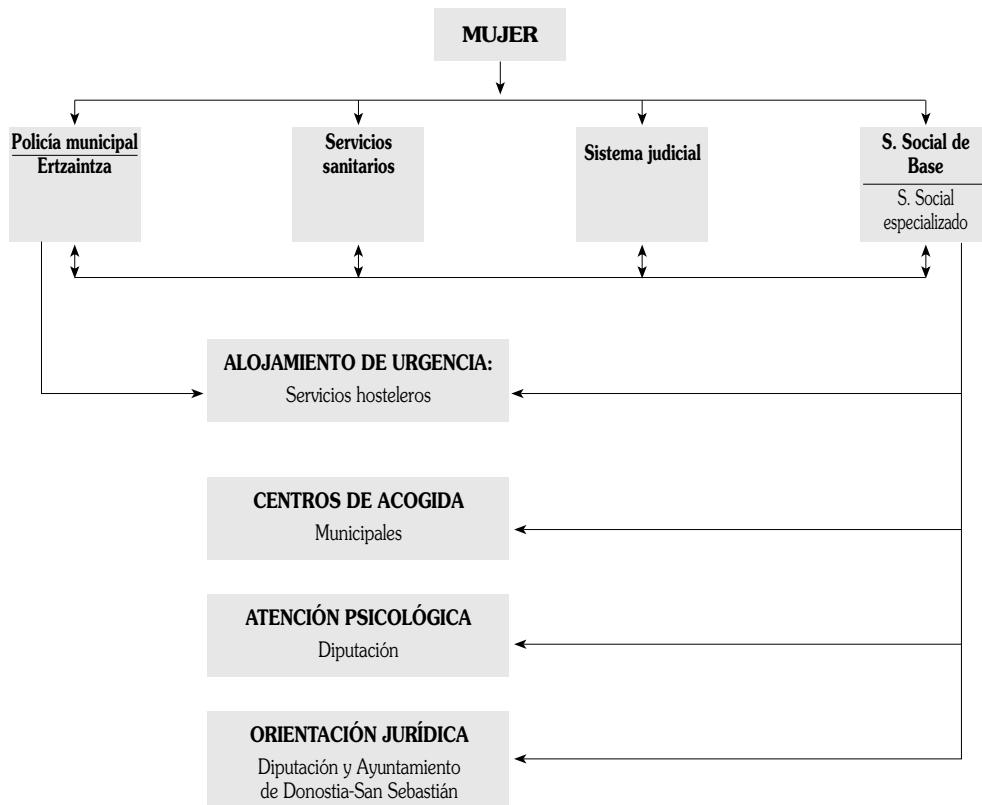 MUJER
Policía municipal
Ertzaintza
Servicios
sanitarios
Sistema judicial
S. Social de
Base
S. Social
especializado
ALOJAMIENTO DE URGENCIA:
Servicios hosteleros
CENTROS DE ACOGIDA
Municipales
ATENCIÓN PSICOLÓGICA
Diputación
ORIENTACIÓN JURÍDICA
Diputación y Ayuntamiento
de Donostia-San Sebastián